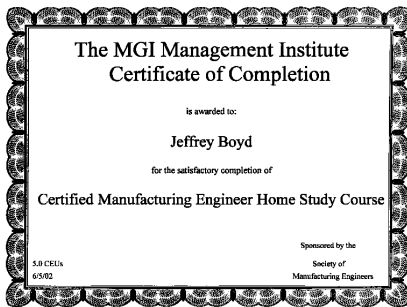 The MGI Management Institute
Certificate of Completion
is awarded to:
Jeffrey Boyd
for the satisfactory completion of
Certified Manufacturing Engineer Home Study Course
Sponsored by the
5.0 CEUs
Society of
6/5/02
Manufacturing Engineers